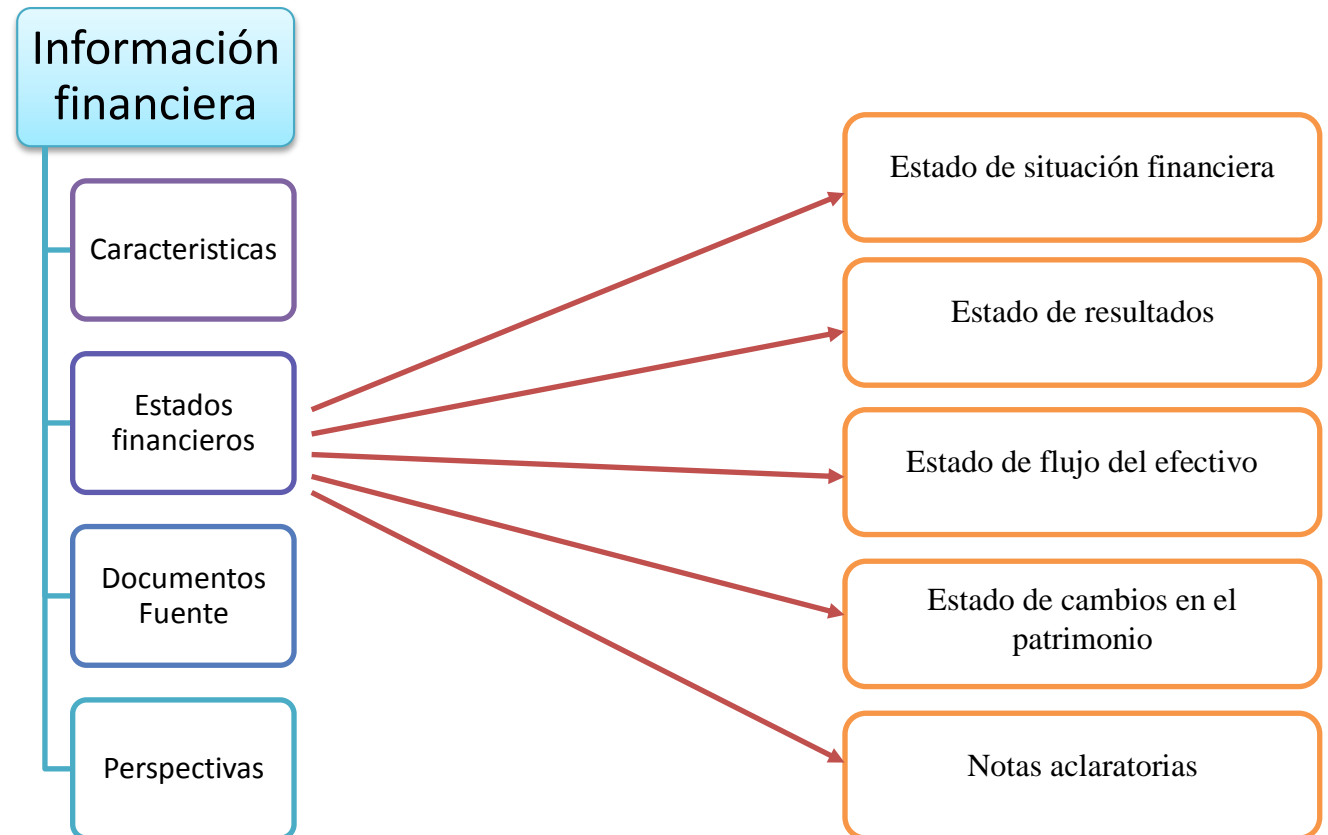 Información
financiera
Caracteristicas
Estados
financieros
Documentos
Fuente
Perspectivas
Estado de situación financiera
Estado de resultados
Estado de flujo del efectivo
Estado de cambios en el
patrimonio
Notas aclaratorias